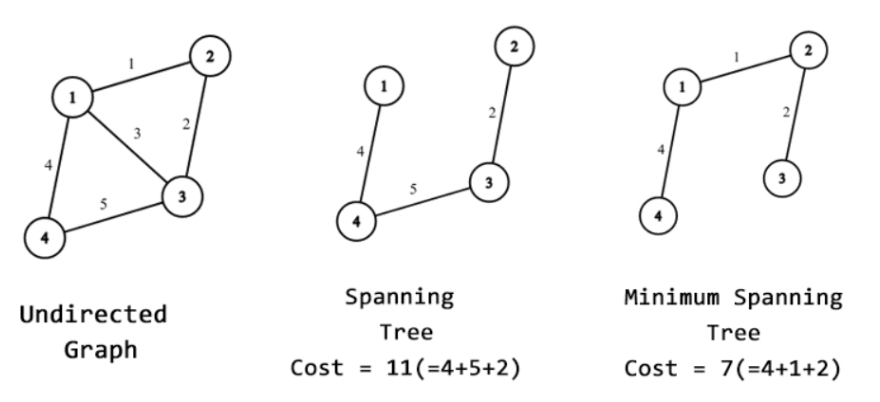 1
2
3
4
1
2
3
4
5
Undirected
Graph
1
2
3
4
4
5
2
Spanning
Tree
Cost = 11(=4+5+2)
1
2
3
4
1
2
4
Minimum Spanning
Tree
Cost = 7(=4+1+2)